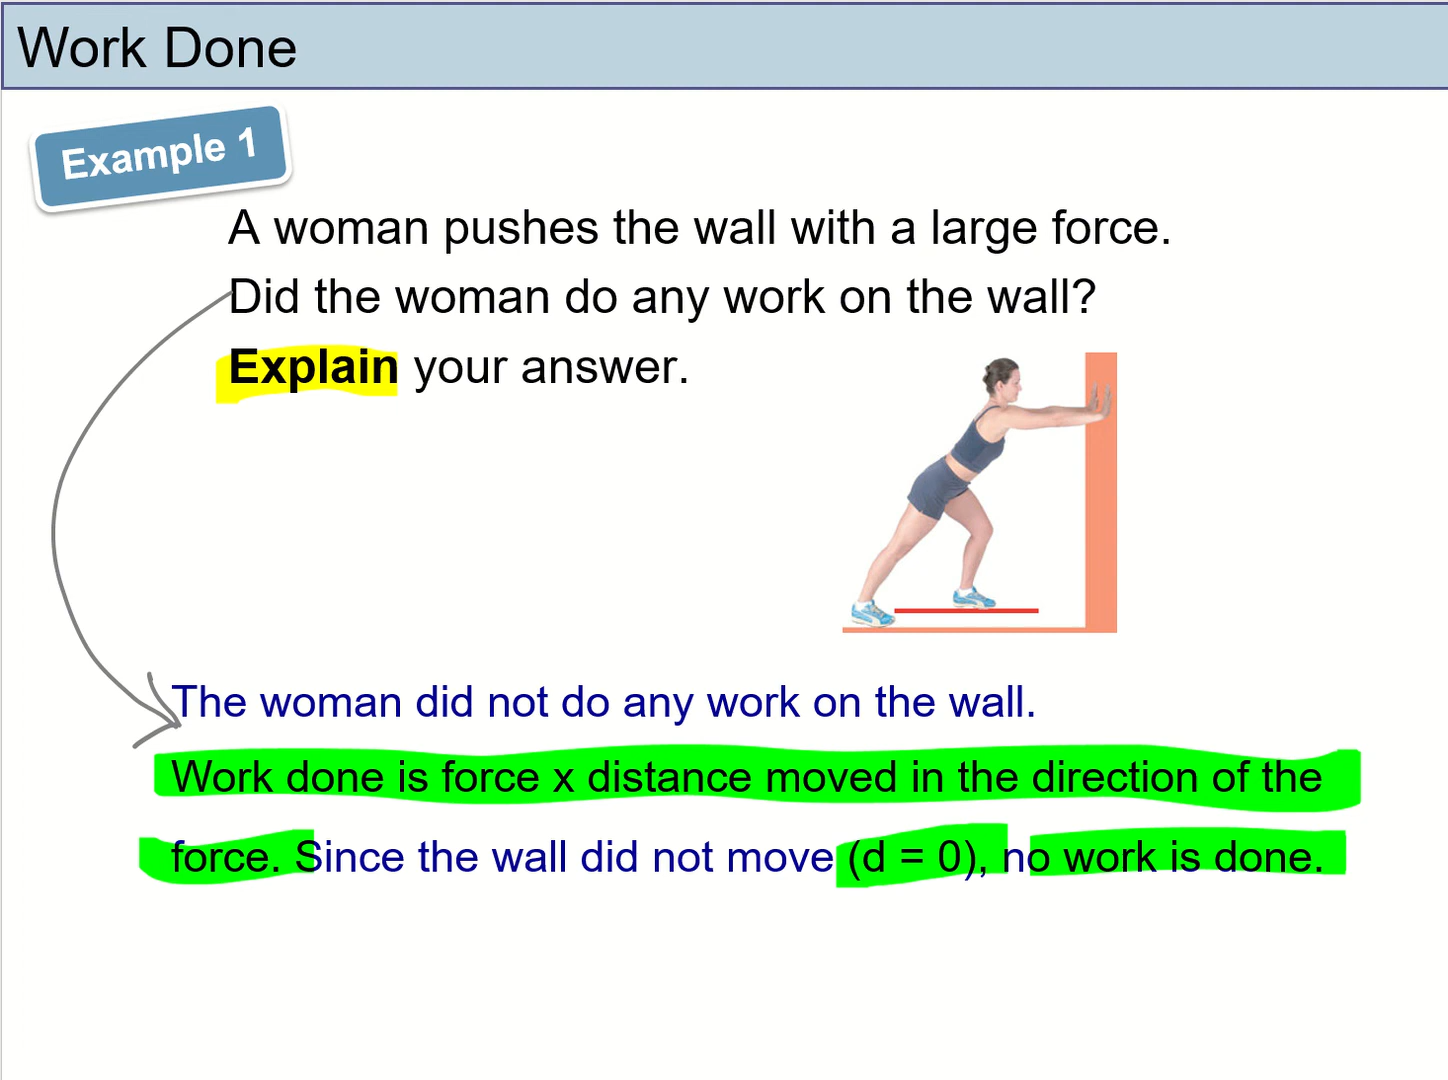 Work Done
Example 1
A woman pushes the wall with a large force.
Did the woman do any work on the wall?
Explain your answer.
The woman did not do any work on the wall.
Work done is force x distance moved in the direction of the
force. Since the wall did not move (d = 0), no work is done.